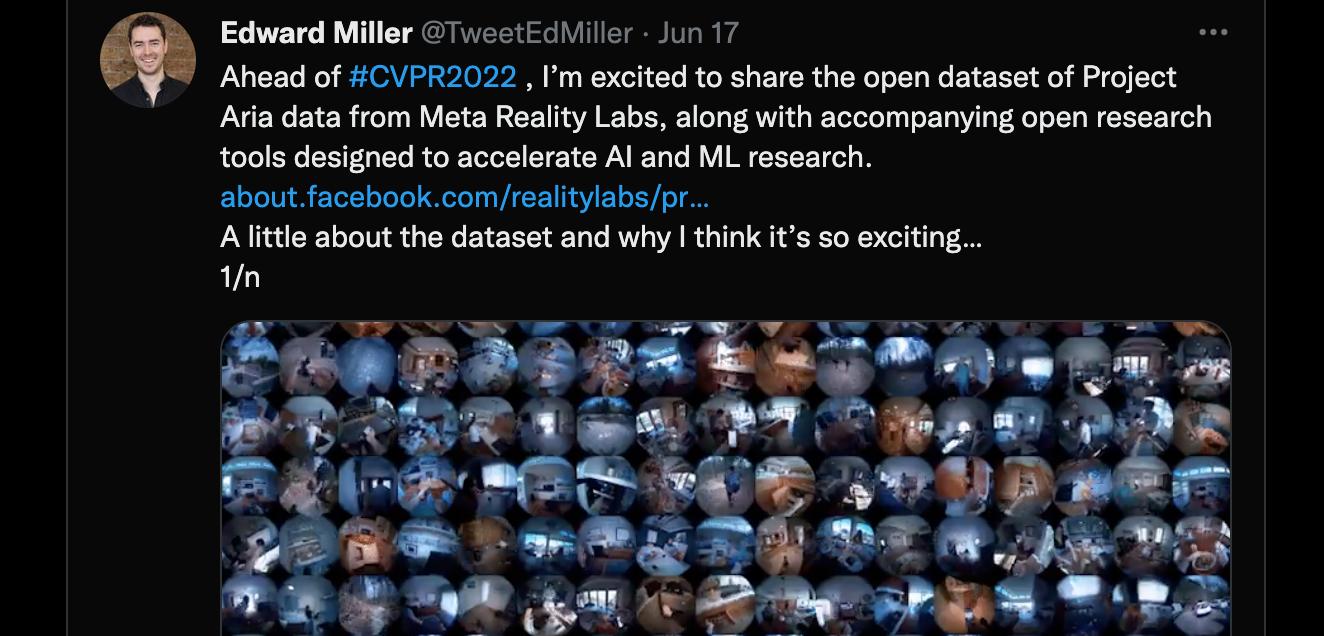 Edward Miller @TweetEdMiller · Jun 17
Ahead of #CVPR2022 , I’m excited to share the open dataset of Project
Aria data from Meta Reality Labs, along with accompanying open research
tools designed to accelerate AI and ML research.
about.facebook.com/realitylabs/pr…
A little about the dataset and why I think it’s so exciting…
1/n